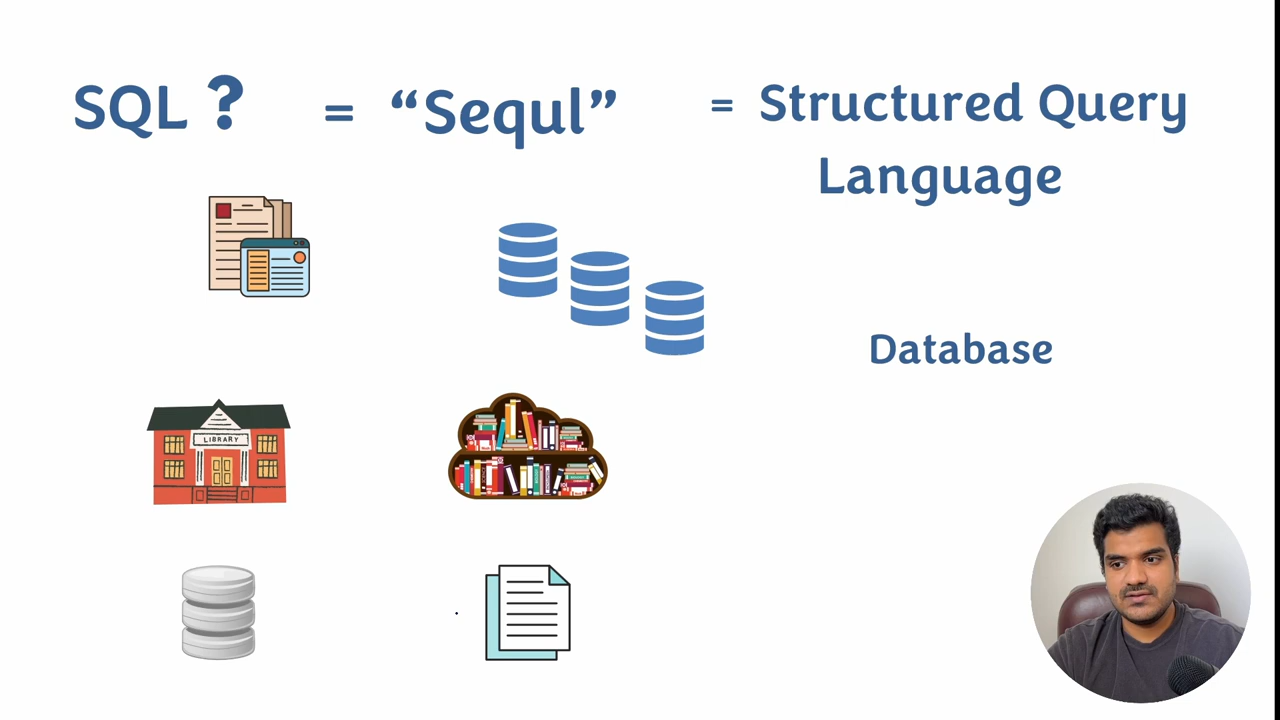 SQL ? = “Sequl” = Structured Query
Language
Database
LIBRARY